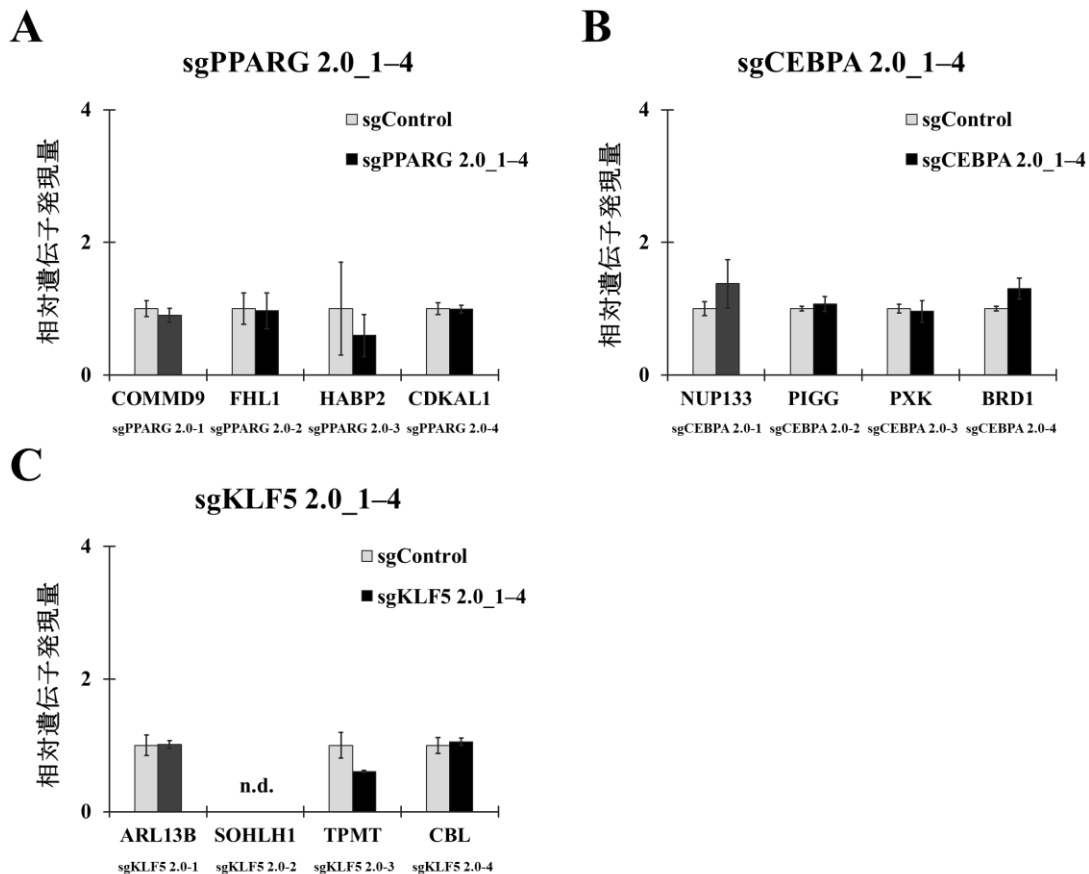 A
sgPPARG 2.0_1–4
sgControl
sgPPARG 2.0_1–4
相対遺伝子発現量
4
2
0
COMMD9 FHL1 HABP2 CDKAL1
sgPPARG 2.0-1 sgPPARG 2.0-2 sgPPARG 2.0-3 sgPPARG 2.0-4
B
sgCEBPA 2.0_1–4
sgControl
sgCEBPA 2.0_1–4
相対遺伝子発現量
4
2
0
NUP133 PIGG PXK BRD1
sgCEBPA 2.0-1 sgCEBPA 2.0-2 sgCEBPA 2.0-3 sgCEBPA 2.0-4
C
sgKLF5 2.0_1–4
sgControl
sgKLF5 2.0_1–4
相対遺伝子発現量
4
2
0
n.d.
ARL13B SOHLH1 TPMT CBL
sgKLF5 2.0-1 sgKLF5 2.0-2 sgKLF5 2.0-3 sgKLF5 2.0-4